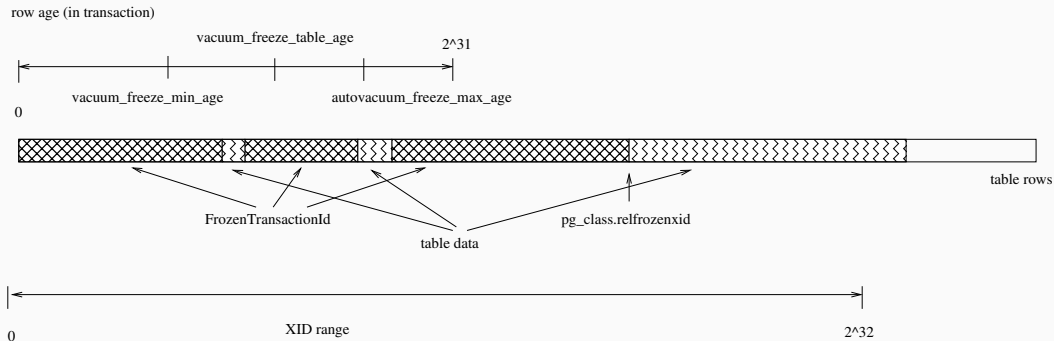 row age (in transaction)
vacuum_freeze_table_age
2^31
vacuum_freeze_min_age
autovacuum_freeze_max_age
0
table rows
FrozenTransactionId
pg_class.relfrozenxid
table data
0
XID range
2^32